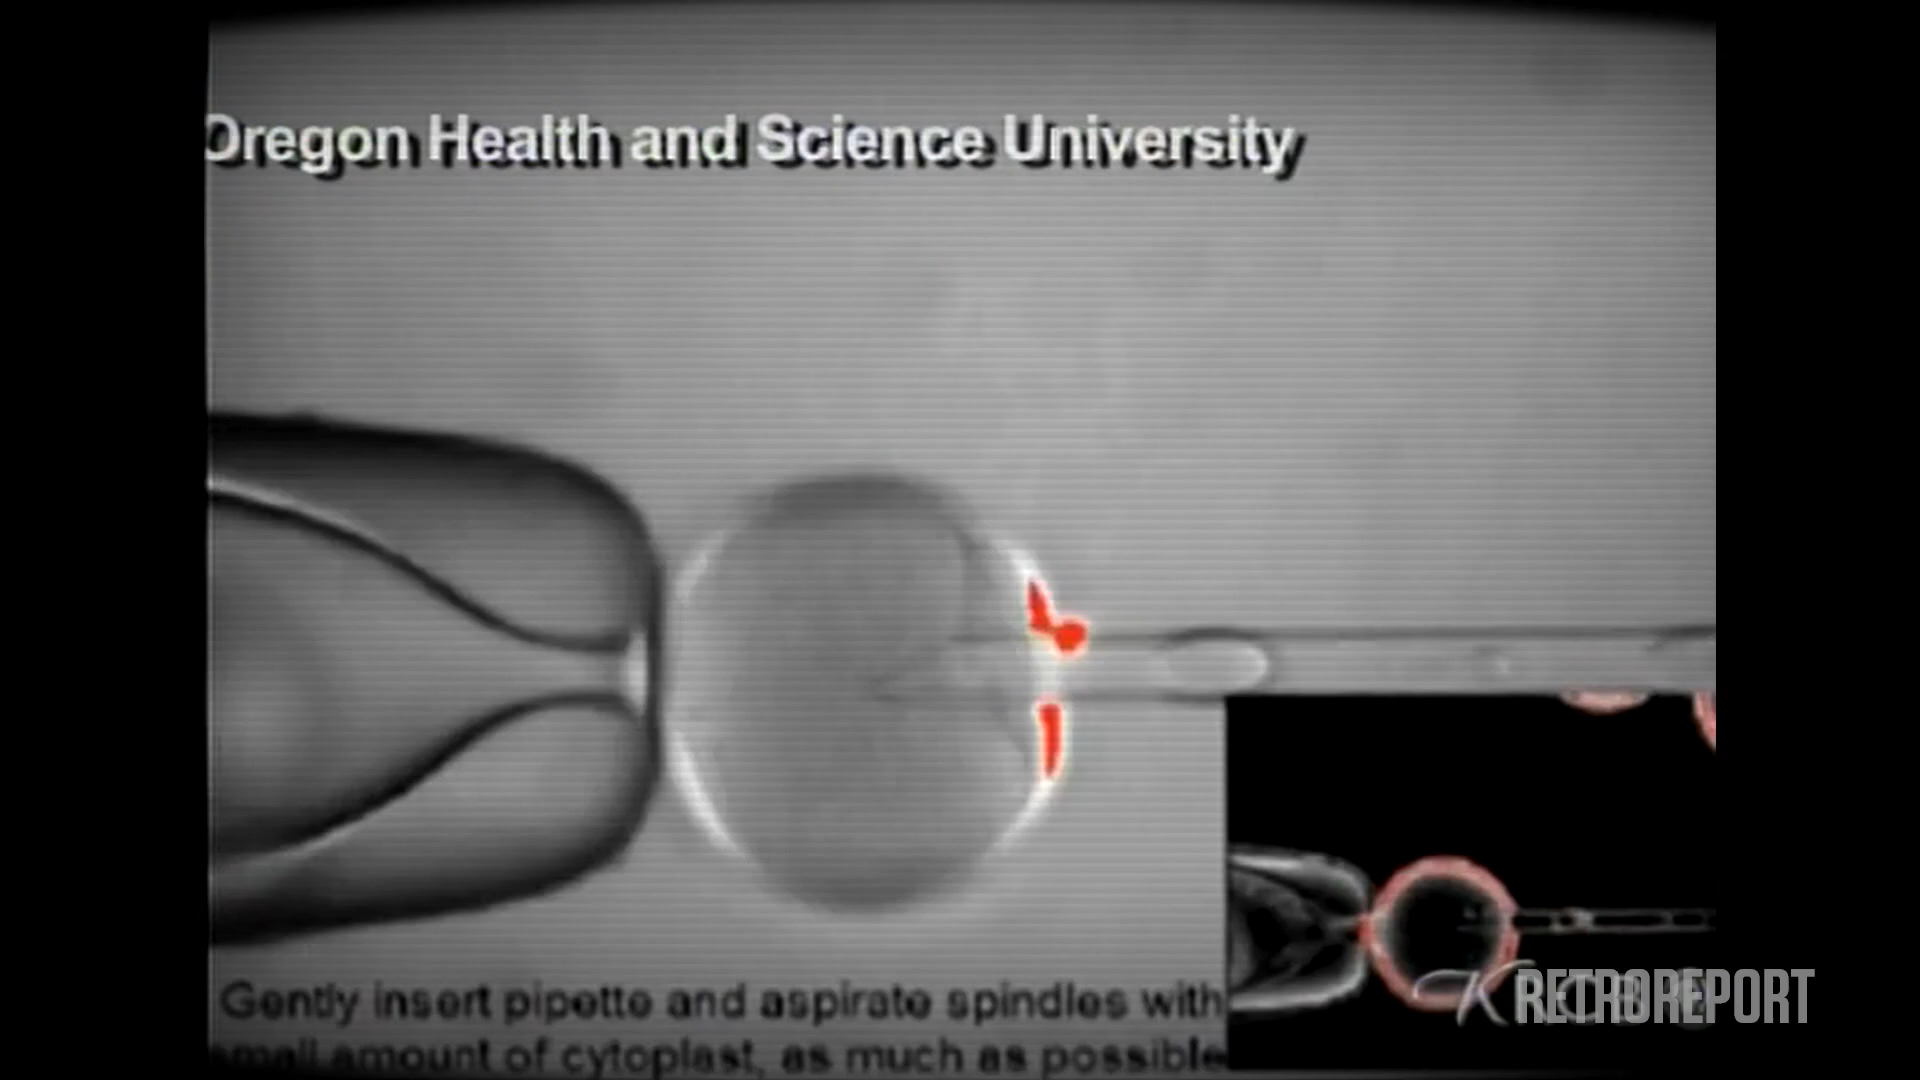 Oregon Health and Science University
Gently insert pipette and aspirate spindles with
small amount of cytoplast, as much as possible
RETROREPORT